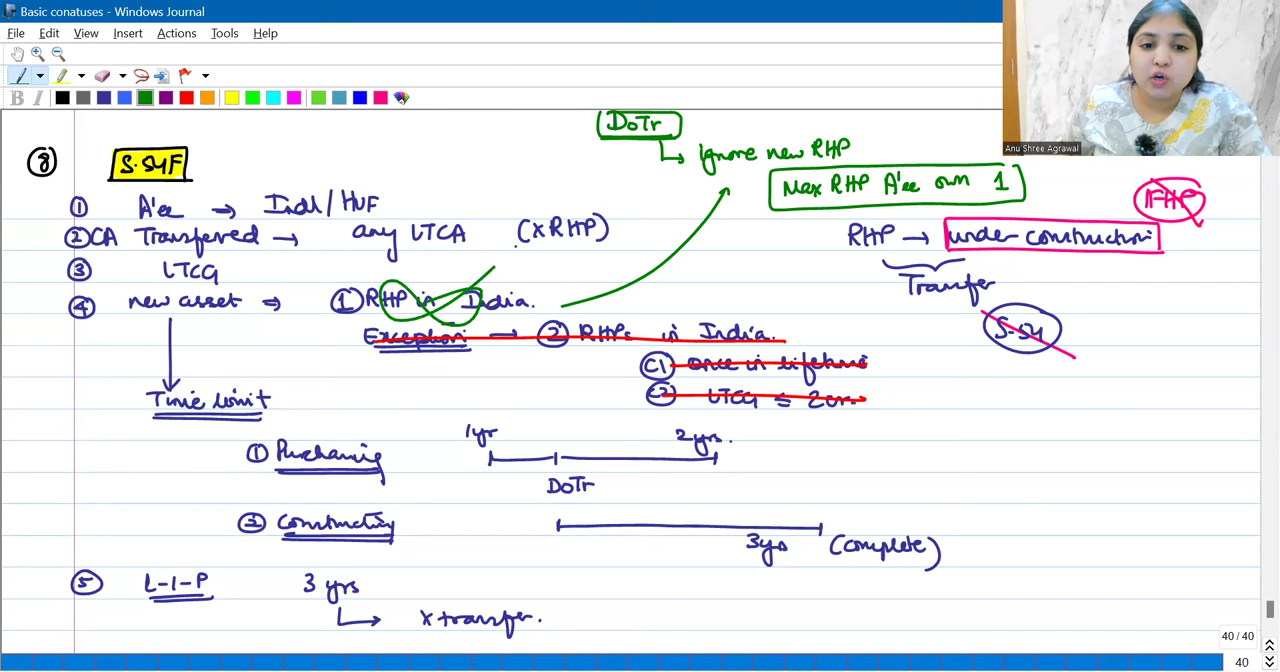 Basic conatuses - Windows Journal
File Edit View Insert Actions Tools Help
B I
Anu Shree Agrawal
DoTr
Ignore new RHP
Max RHP A'ee own 1
⑧ S.54F
① A'ee → Indl/HUF
② CA Transferred → any LTCA (XRHP)
③ LTCG
④ new asset ⇒ ① RHP in India.
Exception → ② RHPs in India.
C1 once in lifetime
C2 LTCG ≤ 2cr.
IFHP
RHP → under construction
Transfer
S-54
Time limit
① Purchasing 1yr 2yrs.
DoTr
② Constructing 3yrs (complete)
⑤ L-I-P 3 yrs
x transfer.
40 / 40
40